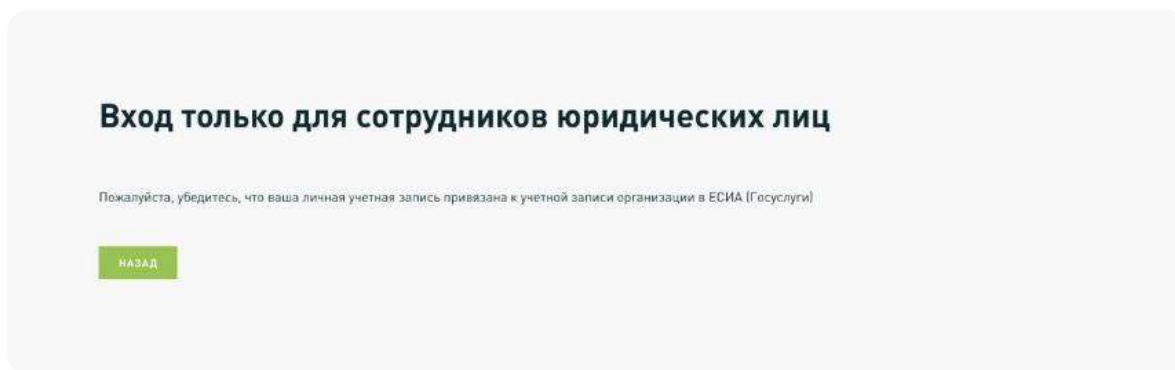 Вход только для сотрудников юридических лиц
Пожалуйста, убедитесь, что ваша личная учетная запись привязана к учетной записи организации в ЕСИА (Госуслуги)
НАЗАД